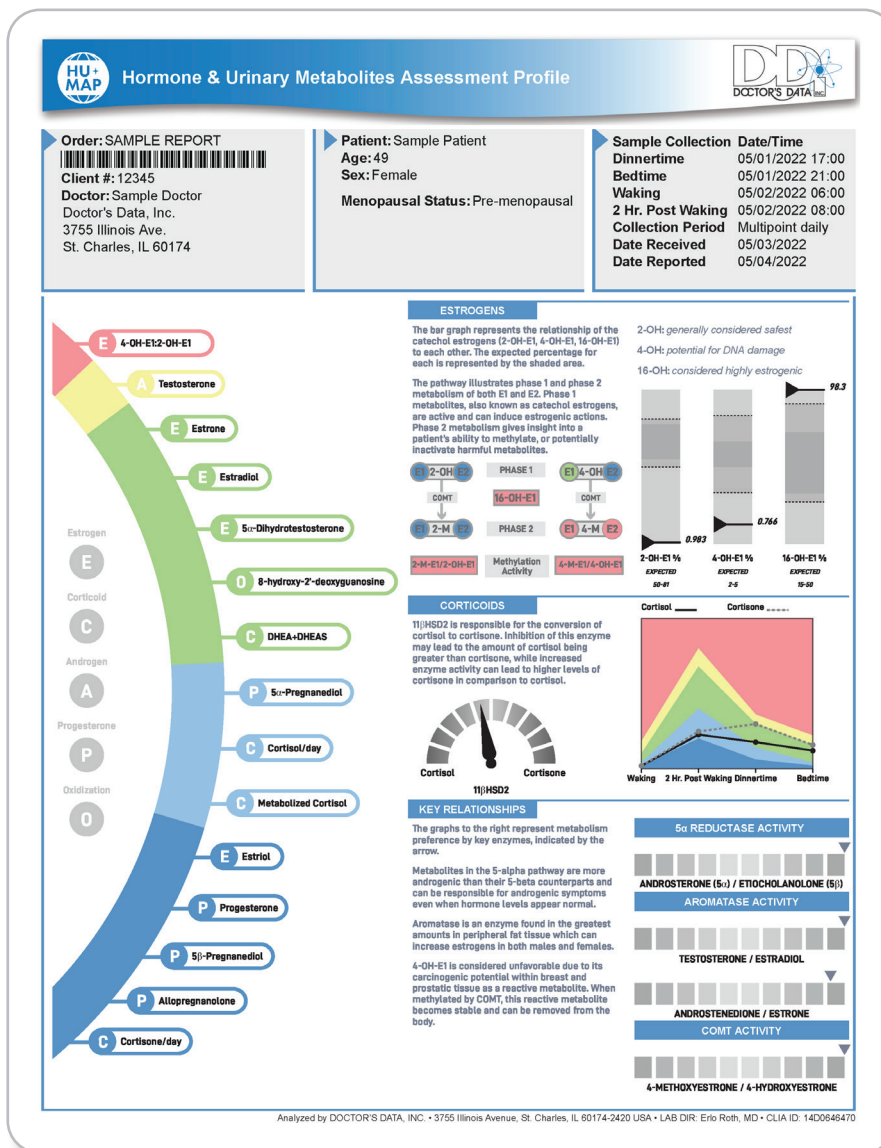 HU+
MAP
Hormone & Urinary Metabolites Assessment Profile
DD
DOCTOR'S DATA INC.
Order: SAMPLE REPORT
Client #: 12345
Doctor: Sample Doctor
Doctor's Data, Inc.
3755 Illinois Ave.
St. Charles, IL 60174
Patient: Sample Patient
Age: 49
Sex: Female
Menopausal Status: Pre-menopausal
Sample Collection Date/Time
Dinnertime 05/01/2022 17:00
Bedtime 05/01/2022 21:00
Waking 05/02/2022 06:00
2 Hr. Post Waking 05/02/2022 08:00
Collection Period Multipoint daily
Date Received 05/03/2022
Date Reported 05/04/2022
E 4-OH-E1:2-OH-E1
A Testosterone
E Estrone
E Estradiol
E 5α-Dihydrotestosterone
O 8-hydroxy-2'-deoxyguanosine
C DHEA+DHEAS
P 5α-Pregnanediol
C Cortisol/day
C Metabolized Cortisol
E Estriol
P Progesterone
P 5β-Pregnanediol
P Allopregnanolone
C Cortisone/day
Estrogen
E
Corticoid
C
Androgen
A
Progesterone
P
Oxidization
O
ESTROGENS
The bar graph represents the relationship of the
catechol estrogens (2-OH-E1, 4-OH-E1, 16-OH-E1)
to each other. The expected percentage for
each is represented by the shaded area.
The pathway illustrates phase 1 and phase 2
metabolism of both E1 and E2. Phase 1
metabolites, also known as catechol estrogens,
are active and can induce estrogenic actions.
Phase 2 metabolism gives insight into a
patient's ability to methylate, or potentially
inactivate harmful metabolites.
E1 2-OH E2 PHASE 1 E1 4-OH E2
COMT 16-OH-E1 COMT
E1 2-M E2 PHASE 2 E1 4-M E2
2-M-E1/2-OH-E1 Methylation Activity 4-M-E1/4-OH-E1
2-OH: generally considered safest
4-OH: potential for DNA damage
16-OH: considered highly estrogenic
98.3
0.766
0.983
2-OH-E1 % 4-OH-E1 % 16-OH-E1 %
EXPECTED EXPECTED EXPECTED
50-81 2-5 15-50
CORTICOIDS
11βHSD2 is responsible for the conversion of
cortisol to cortisone. Inhibition of this enzyme
may lead to the amount of cortisol being
greater than cortisone, while increased
enzyme activity can lead to higher levels of
cortisone in comparison to cortisol.
Cortisol Cortisone
11βHSD2
Cortisol Cortisone
Waking 2 Hr. Post Waking Dinnertime Bedtime
KEY RELATIONSHIPS
The graphs to the right represent metabolism
preference by key enzymes, indicated by the
arrow.
Metabolites in the 5-alpha pathway are more
androgenic than their 5-beta counterparts and
can be responsible for androgenic symptoms
even when hormone levels appear normal.
Aromatase is an enzyme found in the greatest
amounts in peripheral fat tissue which can
increase estrogens in both males and females.
4-OH-E1 is considered unfavorable due to its
carcinogenic potential within breast and
prostatic tissue as a reactive metabolite. When
methylated by COMT, this reactive metabolite
becomes stable and can be removed from the
body.
5α REDUCTASE ACTIVITY
ANDROSTERONE (5α) / ETIOCHOLANOLONE (5β)
AROMATASE ACTIVITY
TESTOSTERONE / ESTRADIOL
ANDROSTENEDIONE / ESTRONE
COMT ACTIVITY
4-METHOXYESTRONE / 4-HYDROXYESTRONE
Analyzed by DOCTOR'S DATA, INC. • 3755 Illinois Avenue, St. Charles, IL 60174-2420 USA • LAB DIR: Erlo Roth, MD • CLIA ID: 14D0646470